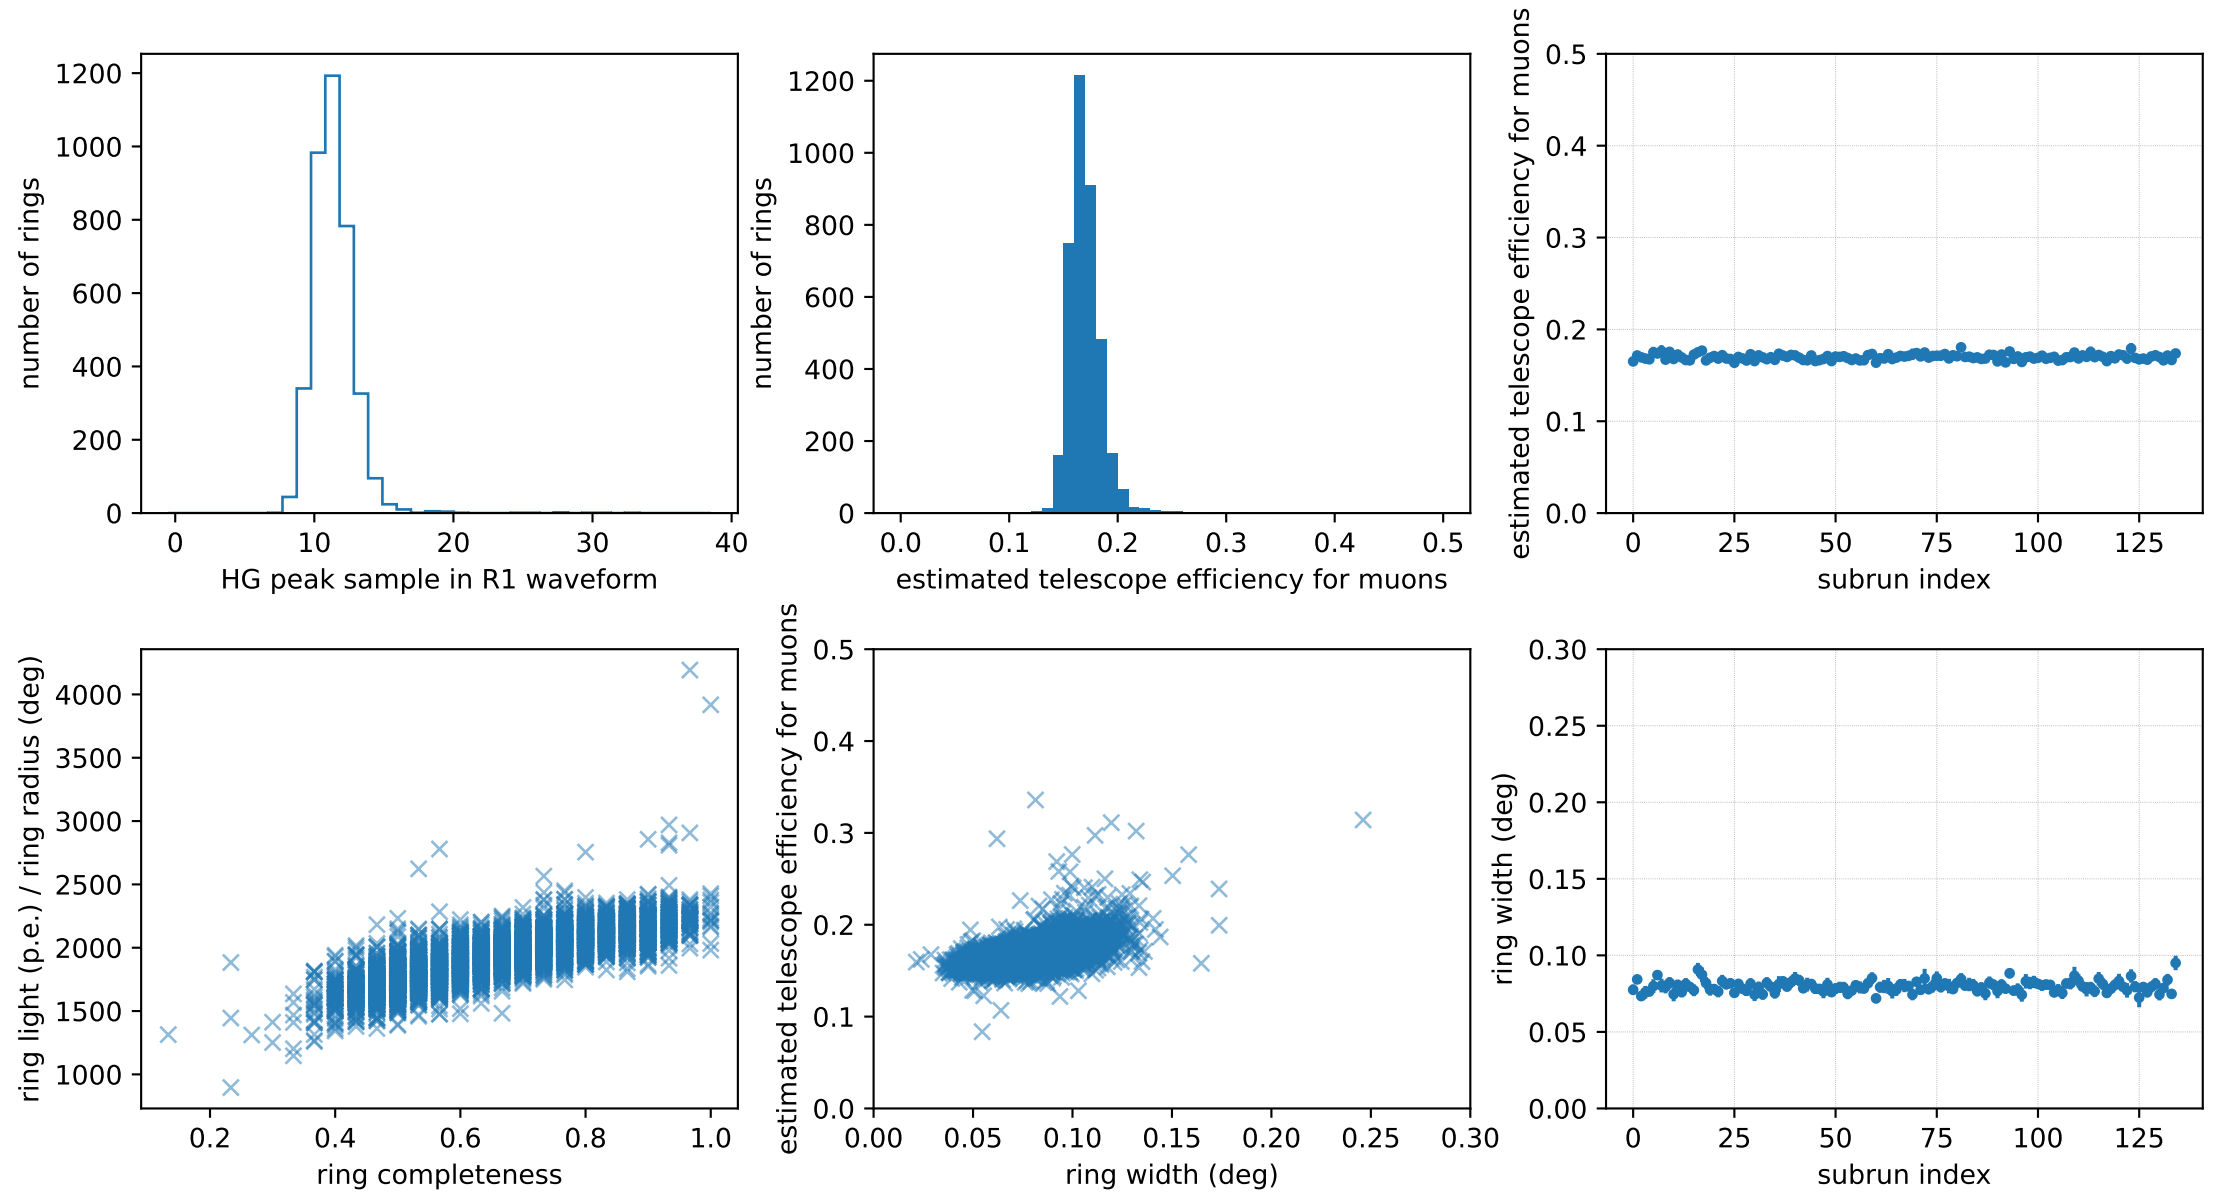 number of rings
1200
1000
800
600
400
200
0
0 10 20 30 40
HG peak sample in R1 waveform
number of rings
1200
1000
800
600
400
200
0
0.0 0.1 0.2 0.3 0.4 0.5
estimated telescope efficiency for muons
estimated telescope efficiency for muons
0.5
0.4
0.3
0.2
0.1
0.0
0 25 50 75 100 125
subrun index
ring light (p.e.) / ring radius (deg)
4000
3500
3000
2500
2000
1500
1000
0.2 0.4 0.6 0.8 1.0
ring completeness
estimated telescope efficiency for muons
0.5
0.4
0.3
0.2
0.1
0.0
0.00 0.05 0.10 0.15 0.20 0.25 0.30
ring width (deg)
ring width (deg)
0.30
0.25
0.20
0.15
0.10
0.05
0.00
0 25 50 75 100 125
subrun index